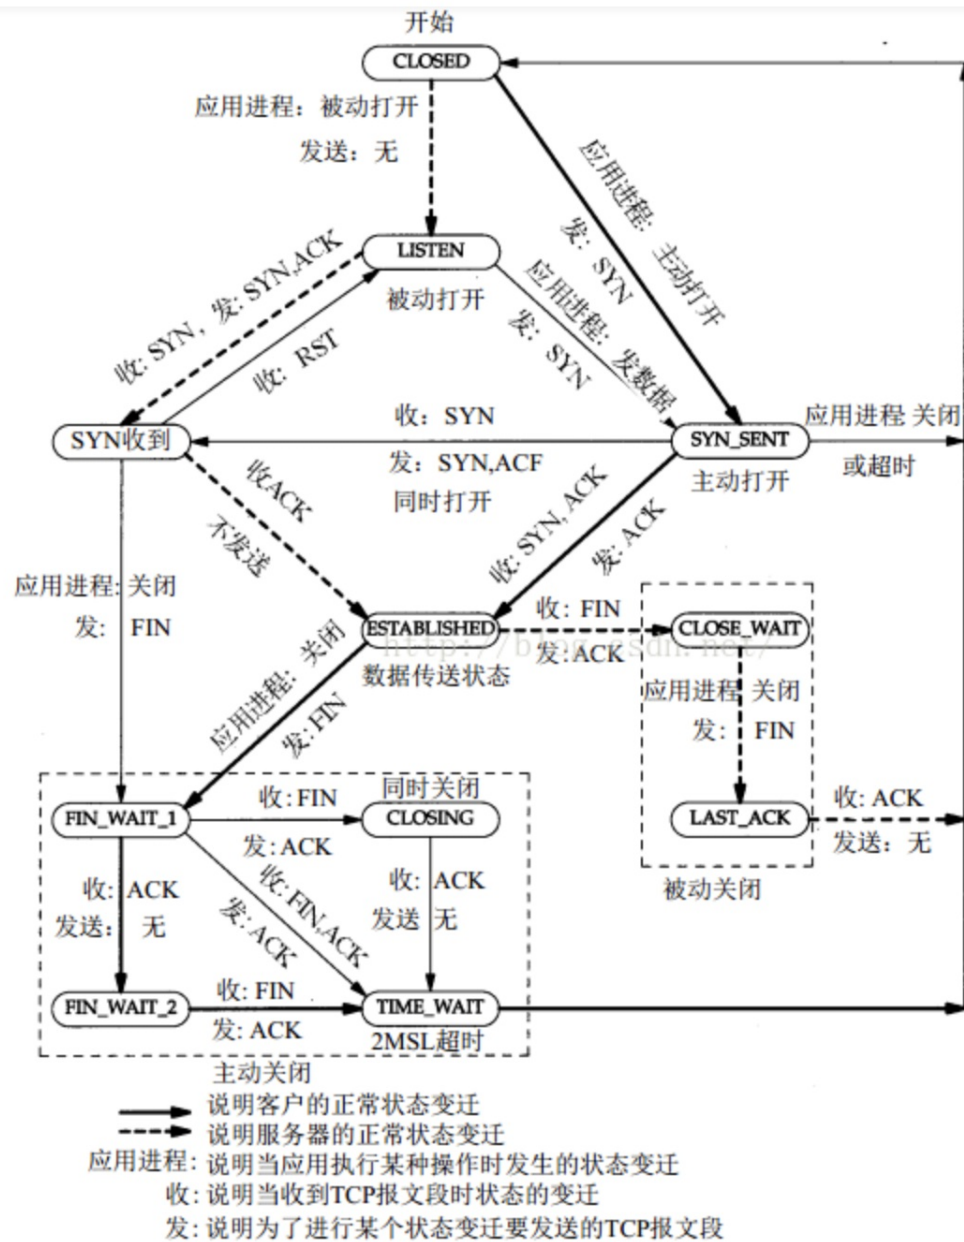 开始
CLOSED
应用进程：被动打开
发送：无
应用进程：主动打开
发：SYN
LISTEN
被动打开
收：SYN，发：SYN,ACK
收：RST
应用进程：发数据
发：SYN
SYN收到
收：SYN
发：SYN,ACF
同时打开
SYN_SENT
主动打开
应用进程 关闭
或超时
收ACK
不发送
收：SYN, ACK
发：ACK
应用进程：关闭
发：FIN
ESTABLISHED
数据传送状态
收：FIN
发：ACK
CLOSE_WAIT
http://blog.csdn.net/
应用进程：关闭
发：FIN
应用进程 关闭
发：FIN
FIN_WAIT_1
收：FIN
发：ACK
同时关闭
CLOSING
LAST_ACK
收：ACK
发送：无
被动关闭
收：ACK
发送：无
收：FIN,ACK
发：ACK
收：ACK
发送 无
FIN_WAIT_2
收：FIN
发：ACK
TIME_WAIT
2MSL超时
主动关闭
说明客户的正常状态变迁
说明服务器的正常状态变迁
应用进程：说明当应用执行某种操作时发生的状态变迁
收：说明当收到TCP报文段时状态的变迁
发：说明为了进行某个状态变迁要发送的TCP报文段